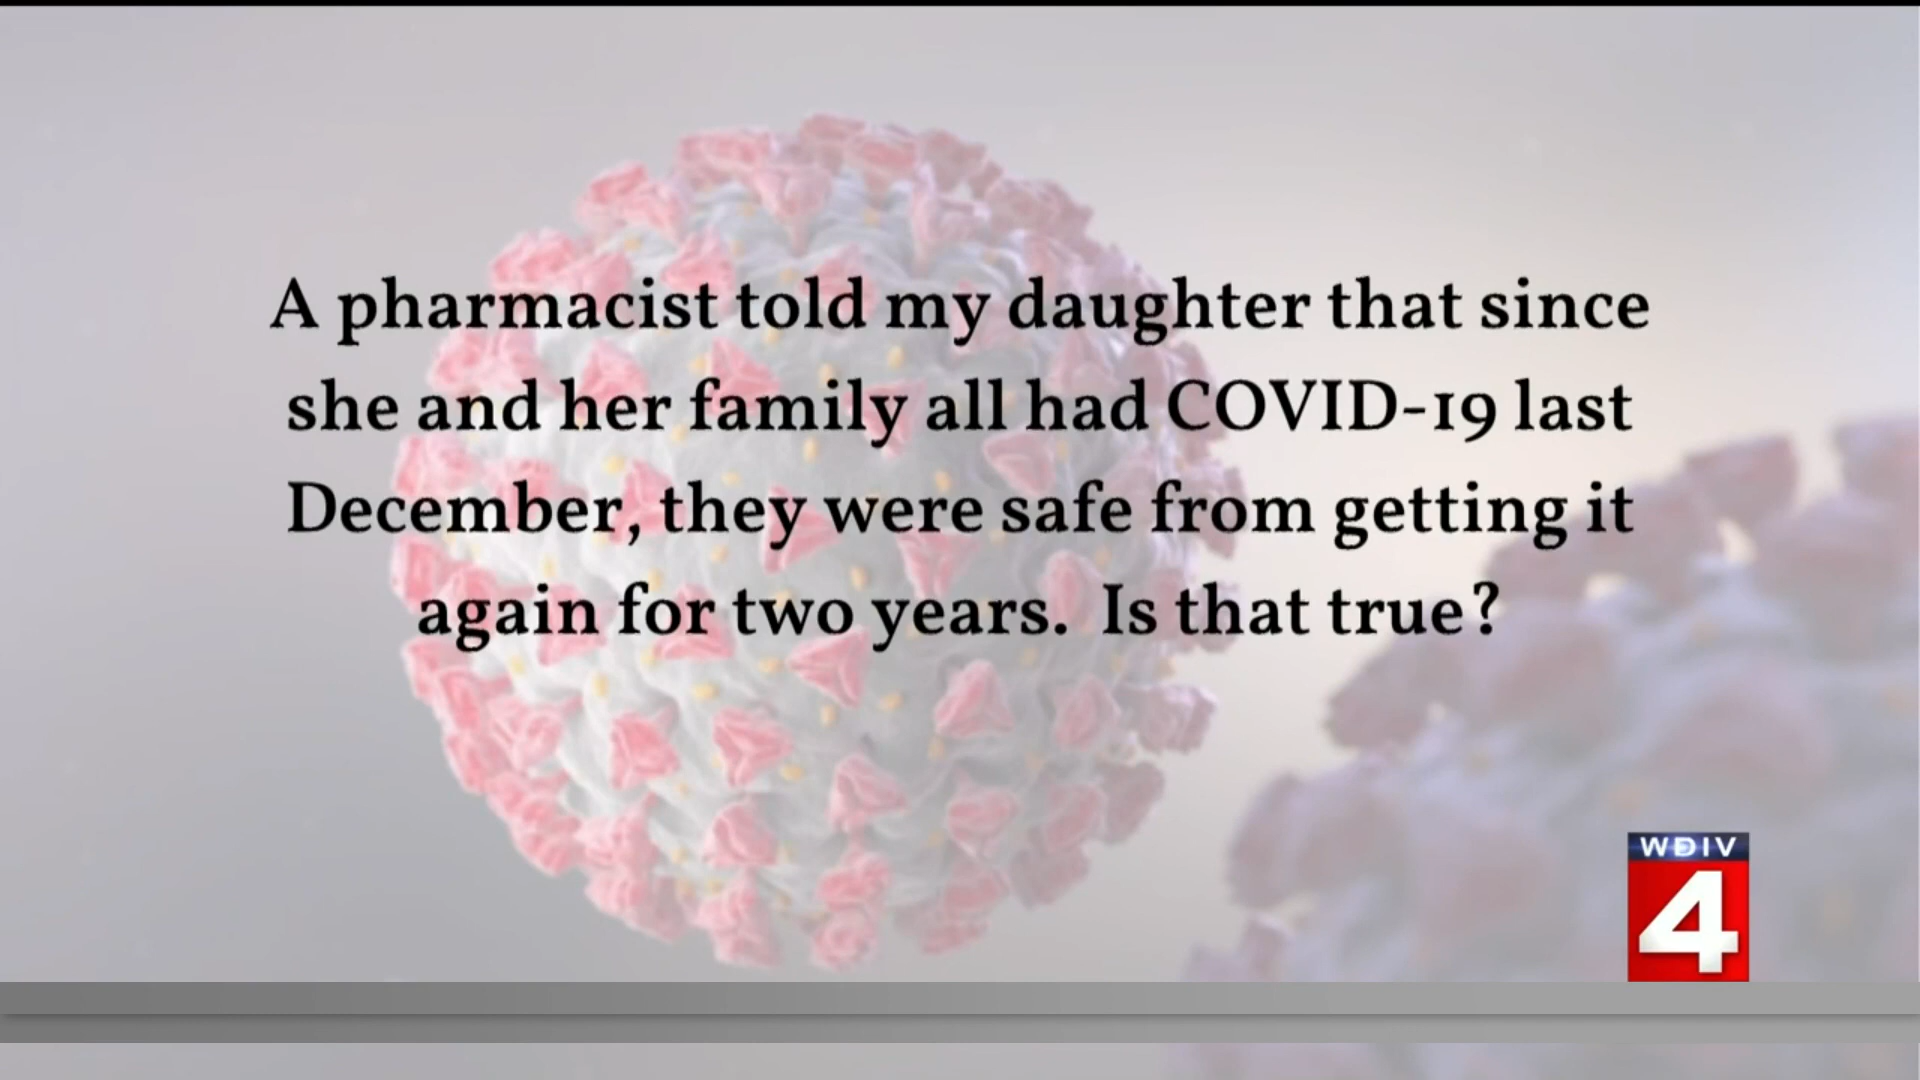 A pharmacist told my daughter that since
she and her family all had COVID-19 last
December, they were safe from getting it
again for two years.  Is that true?
WDIV
4